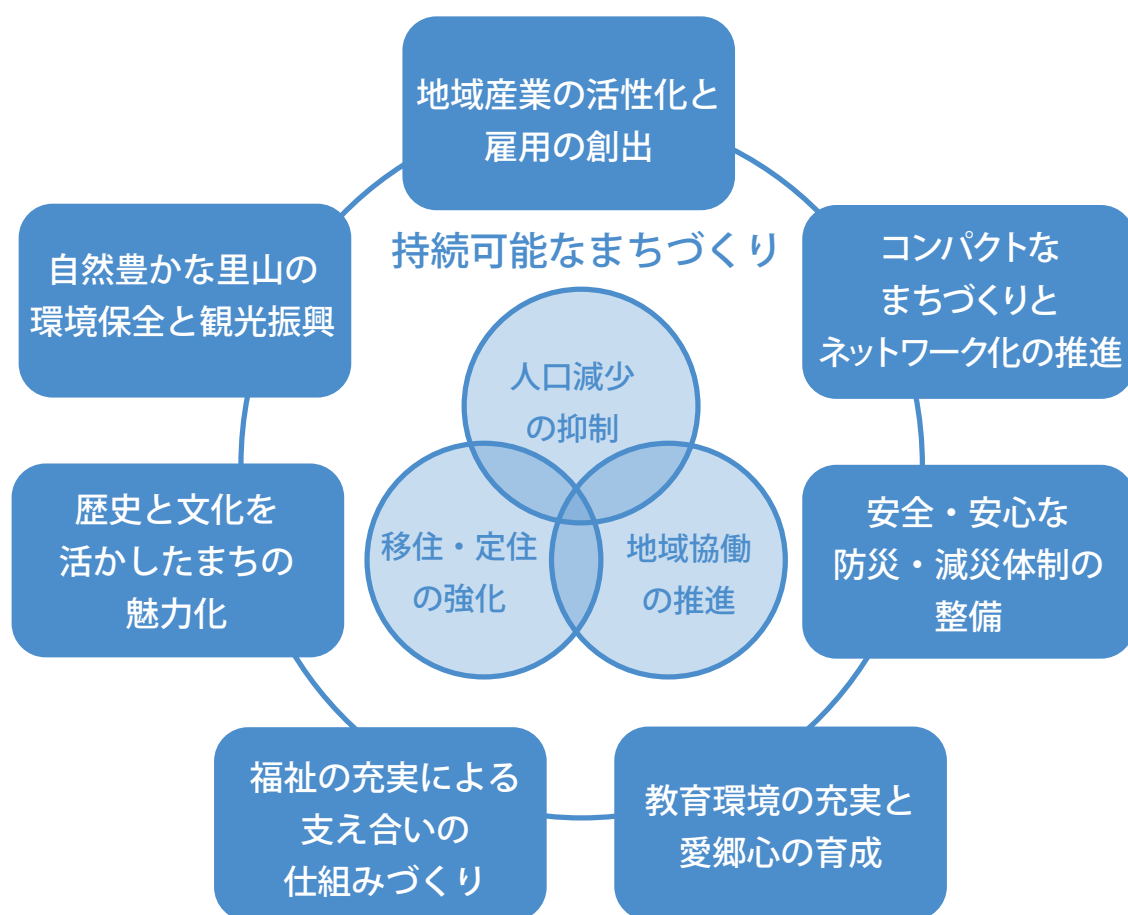 地域産業の活性化と
雇用の創出
持続可能なまちづくり
コンパクトな
まちづくりと
ネットワーク化の推進
自然豊かな里山の
環境保全と観光振興
人口減少
の抑制
移住・定住
の強化
地域協働
の推進
歴史と文化を
活かしたまちの
魅力化
安全・安心な
防災・減災体制の
整備
福祉の充実による
支え合いの
仕組みづくり
教育環境の充実と
愛郷心の育成